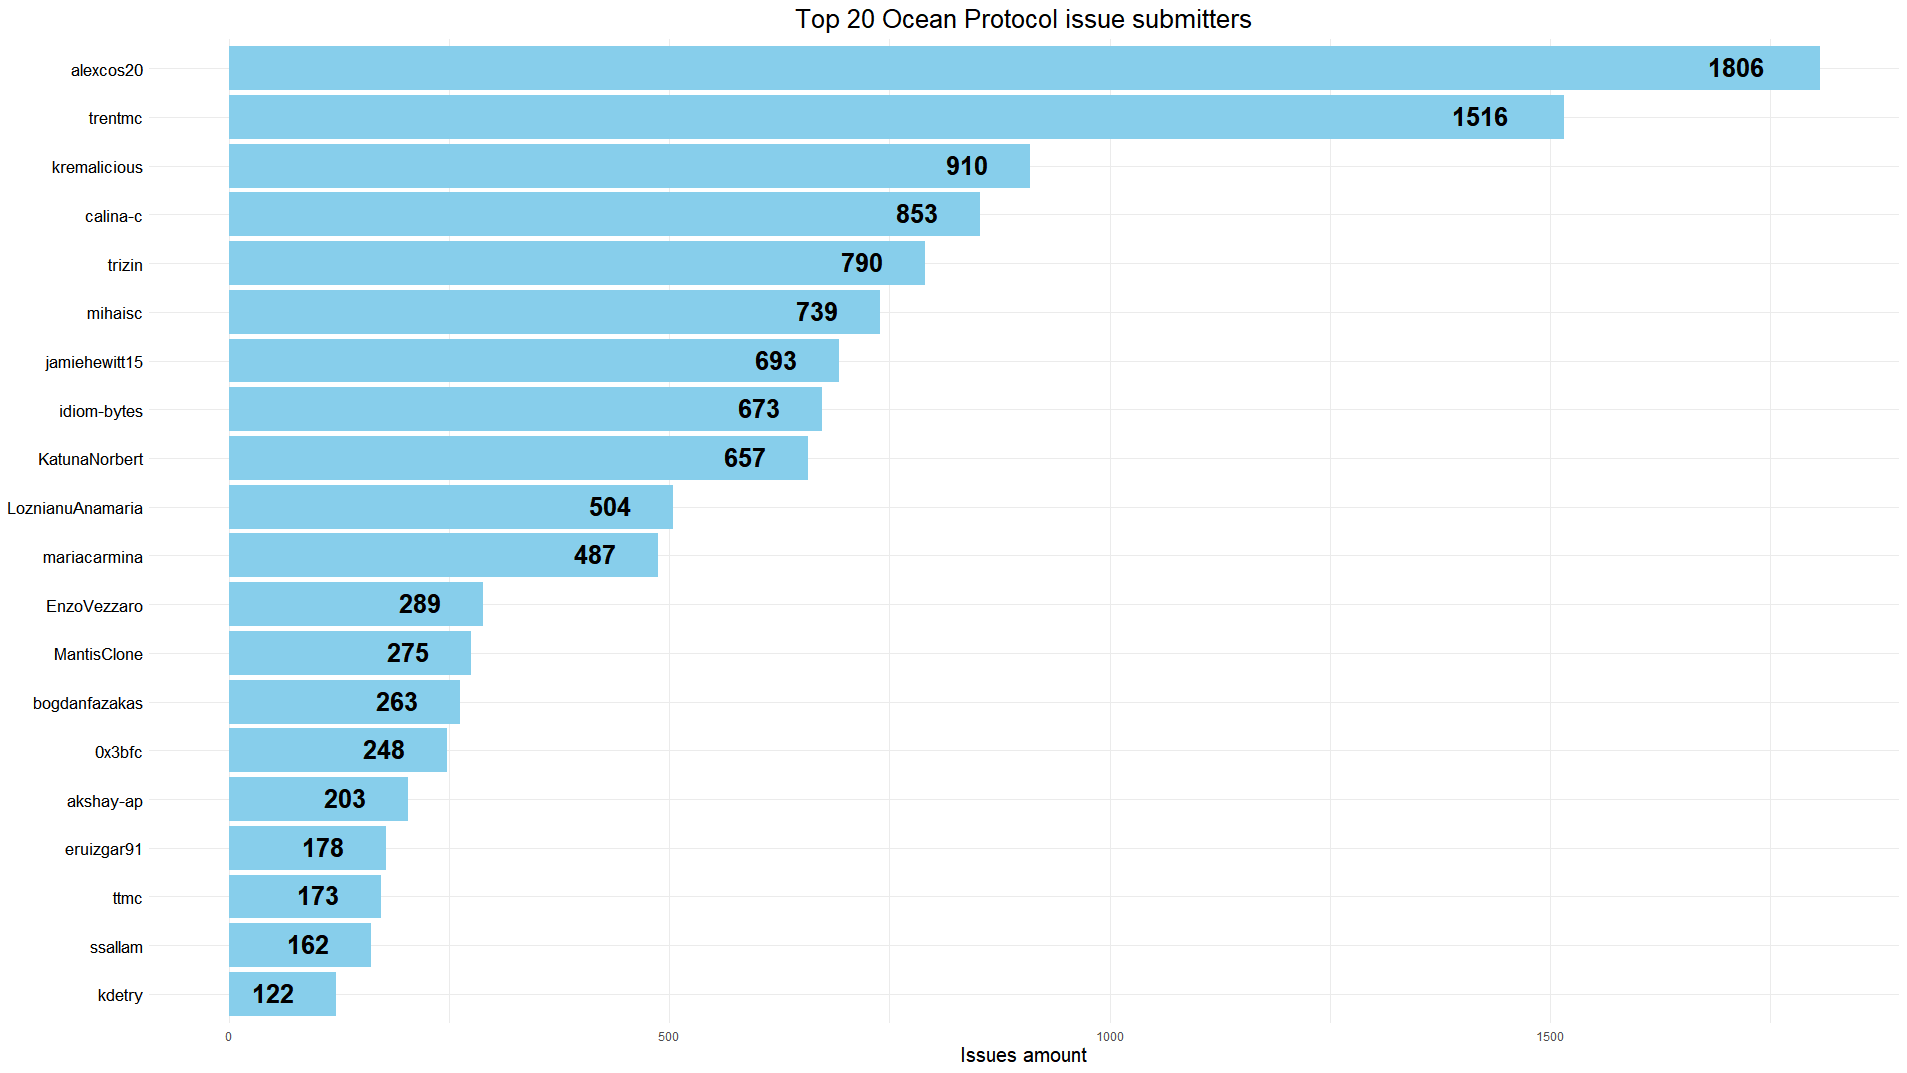 Top 20 Ocean Protocol issue submitters
alexcos20 1806
trentmc 1516
kremalicious 910
calina-c 853
trizin 790
mihaisc 739
jamiehewitt15 693
idiom-bytes 673
KatunaNorbert 657
LoznianuAnamaria 504
mariacarmina 487
EnzoVezzaro 289
MantisClone 275
bogdanfazakas 263
0x3bfc 248
akshay-ap 203
eruizgar91 178
ttmc 173
ssallam 162
kdetry 122
0 500 1000 1500
Issues amount